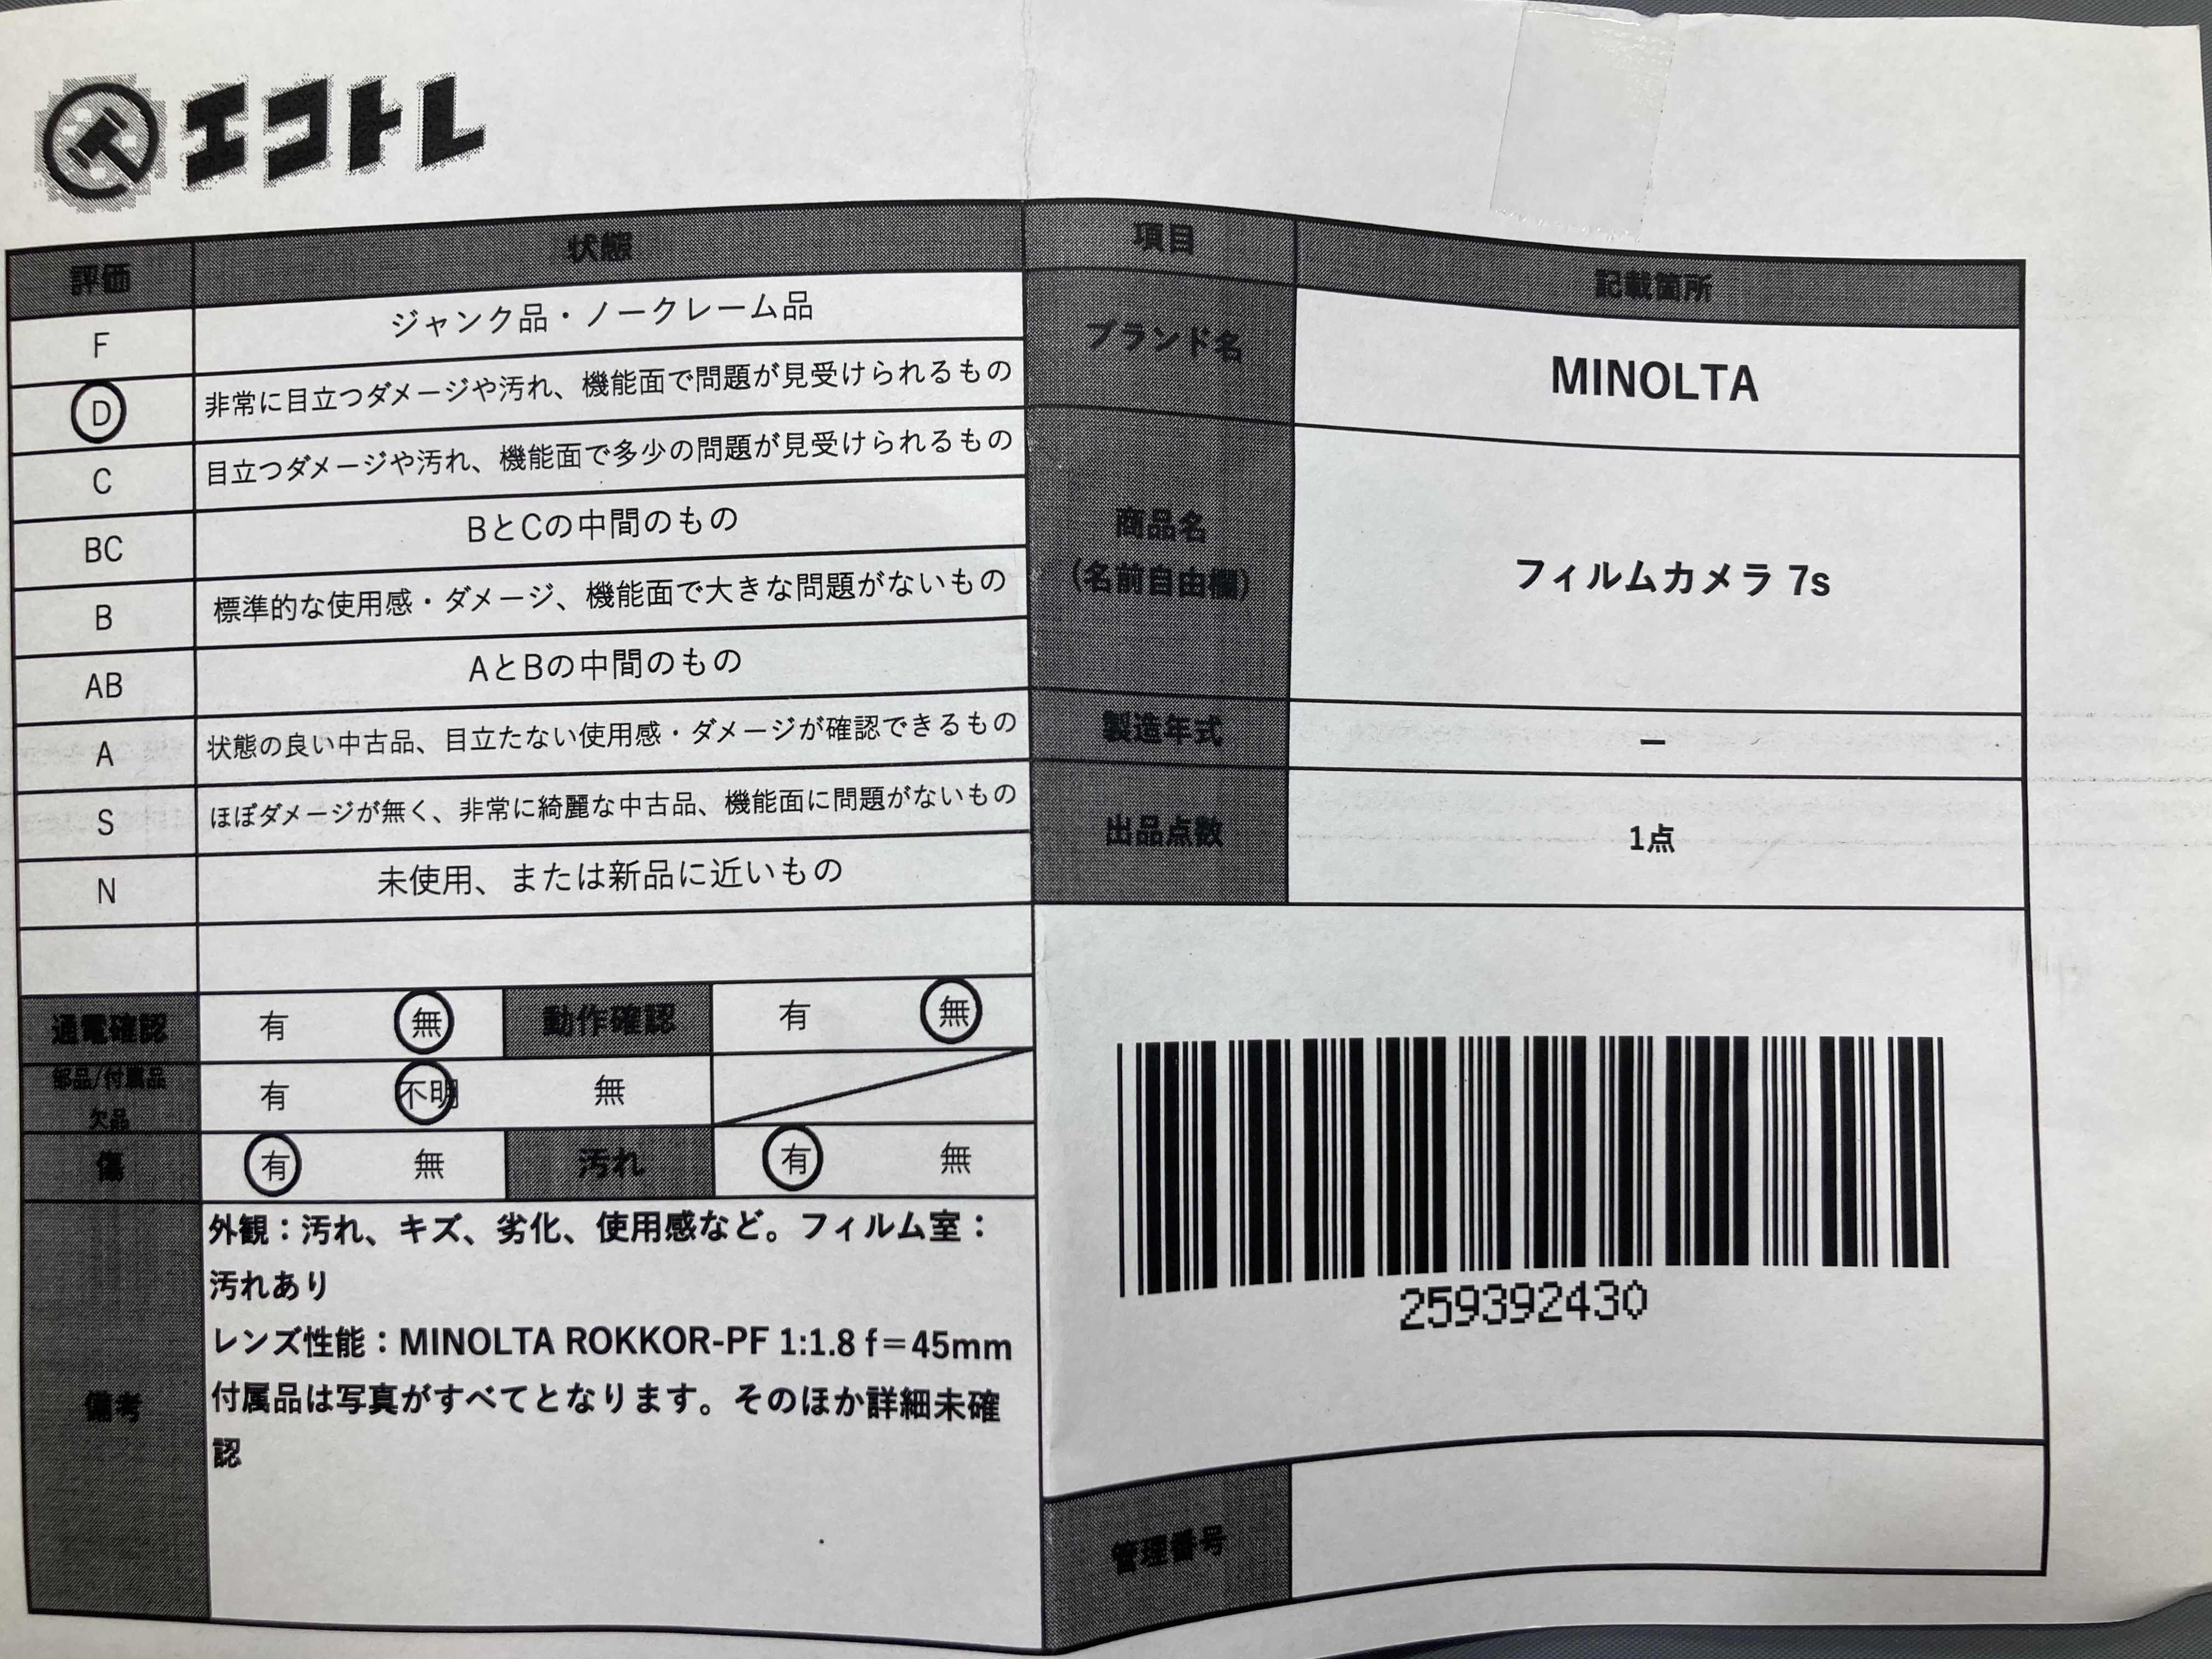 エコトレ
評価 状態
F ジャンク品・ノークレーム品
D 非常に目立つダメージや汚れ、機能面で問題が見受けられるもの
C 目立つダメージや汚れ、機能面で多少の問題が見受けられるもの
BC BとCの中間のもの
B 標準的な使用感・ダメージ、機能面で大きな問題がないもの
AB AとBの中間のもの
A 状態の良い中古品、目立たない使用感・ダメージが確認できるもの
S ほぼダメージが無く、非常に綺麗な中古品、機能面に問題がないもの
N 未使用、または新品に近いもの
通電確認 有 無 動作確認 有 無
部品/付属品
欠品
有 不明 無
傷 有 無 汚れ 有 無
備考
外観：汚れ、キズ、劣化、使用感など。フィルム室：
汚れあり
レンズ性能：MINOLTA ROKKOR-PF 1:1.8 f＝45mm
付属品は写真がすべてとなります。そのほか詳細未確
認
項目 記載箇所
ブランド名 MINOLTA
商品名
（名前自由欄）
フィルムカメラ 7s
製造年式 ー
出品点数 1点
259392430
管理番号